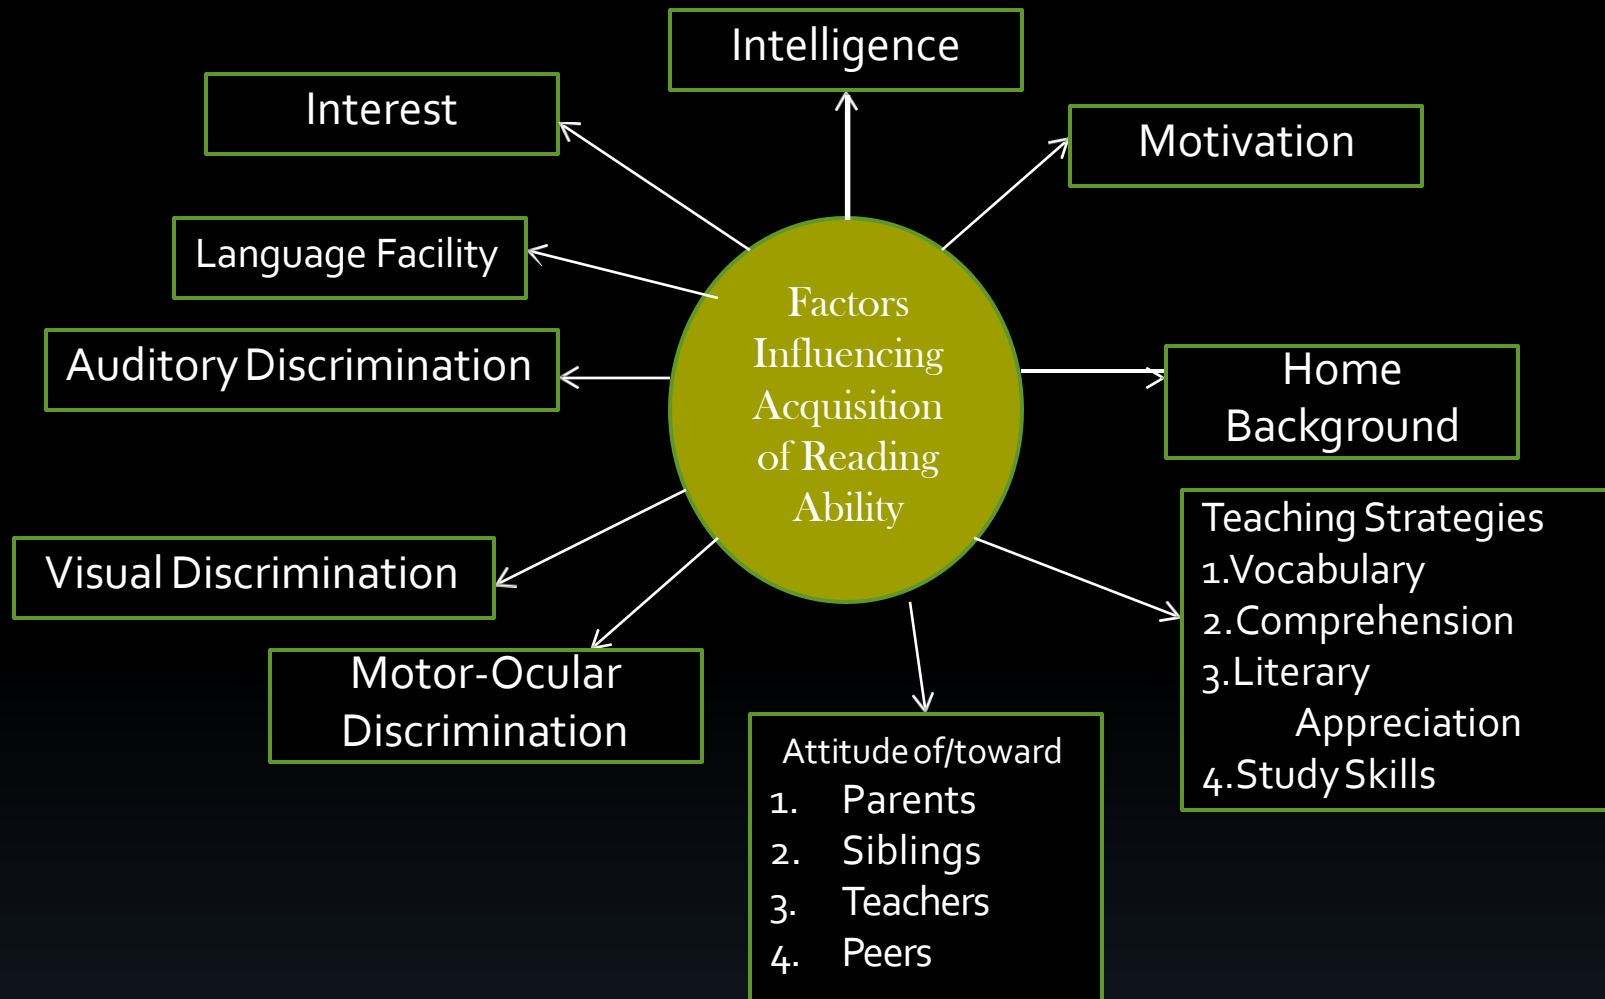 Intelligence
Interest
Motivation
Language Facility
Factors
Influencing
Acquisition
of Reading
Ability
Auditory Discrimination
Home
Background
Teaching Strategies
1.Vocabulary
2.Comprehension
3.Literary
Appreciation
4.Study Skills
Visual Discrimination
Motor-Ocular
Discrimination
Attitude of/toward
1. Parents
2. Siblings
3. Teachers
4. Peers